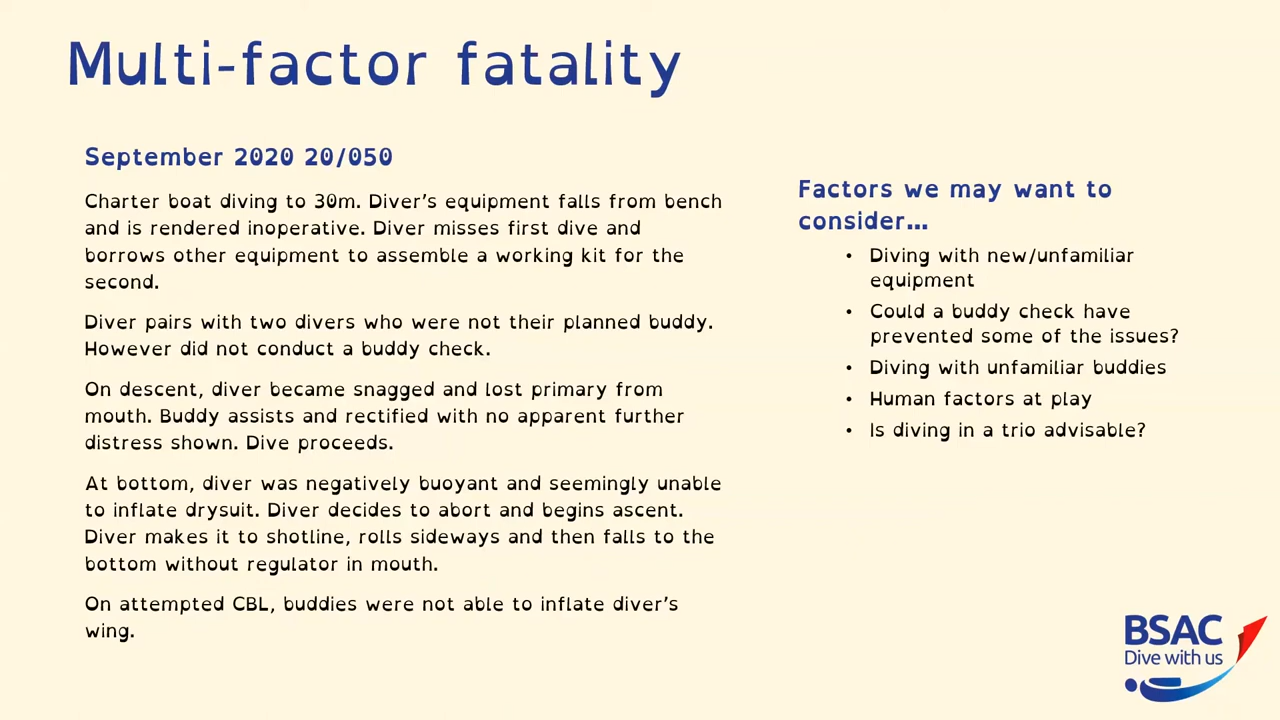 Multi-factor fatality
September 2020 20/050
Charter boat diving to 30m. Diver's equipment falls from bench
and is rendered inoperative. Diver misses first dive and
borrows other equipment to assemble a working kit for the
second.
Diver pairs with two divers who were not their planned buddy.
However did not conduct a buddy check.
On descent, diver became snagged and lost primary from
mouth. Buddy assists and rectified with no apparent further
distress shown. Dive proceeds.
At bottom, diver was negatively buoyant and seemingly unable
to inflate drysuit. Diver decides to abort and begins ascent.
Diver makes it to shotline, rolls sideways and then falls to the
bottom without regulator in mouth.
On attempted CBL, buddies were not able to inflate diver's
wing.
Factors we may want to
consider...
• Diving with new/unfamiliar
equipment
• Could a buddy check have
prevented some of the issues?
• Diving with unfamiliar buddies
• Human factors at play
• Is diving in a trio advisable?
BSAC
Dive with us